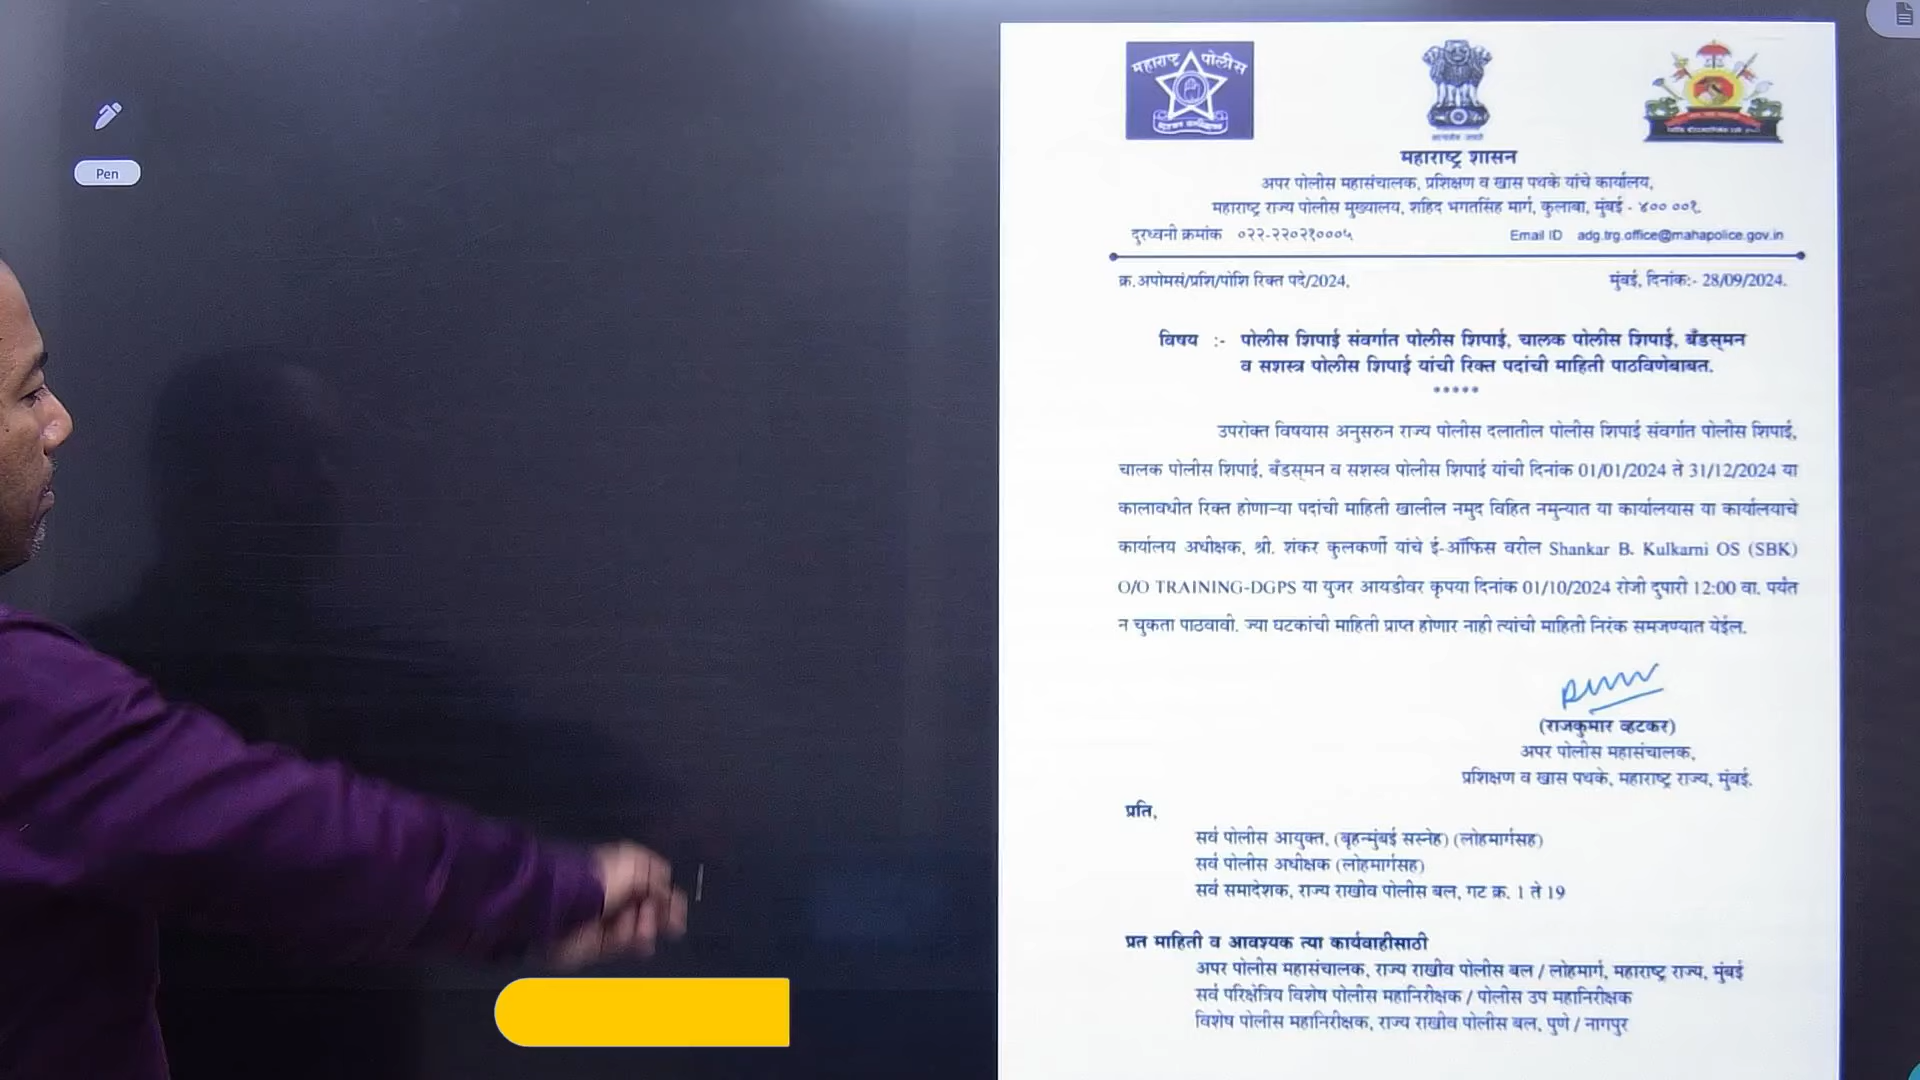 Pen
महाराष्ट्र पोलीस
महाराष्ट्र शासन
अपर पोलीस महासंचालक, प्रशिक्षण व खास पथके यांचे कार्यालय,
महाराष्ट्र राज्य पोलीस मुख्यालय, शहिद भगतसिंह मार्ग, कुलाबा, मुंबई - ४०० ००१.
दुरध्वनी क्रमांक ०२२-२२०२१०००५ Email ID adg.trg.office@mahapolice.gov.in
क्र.अपोमसं/प्रशि/पोशि रिक्त पदे/2024, मुंबई, दिनांक:- 28/09/2024.
विषय :- पोलीस शिपाई संवर्गात पोलीस शिपाई, चालक पोलीस शिपाई, बँडस्‌मन
व सशस्त्र पोलीस शिपाई यांची रिक्त पदांची माहिती पाठविणेबाबत.
*****
उपरोक्त विषयास अनुसरुन राज्य पोलीस दलातील पोलीस शिपाई संवर्गात पोलीस शिपाई,
चालक पोलीस शिपाई, बँडस्‌मन व सशस्त्र पोलीस शिपाई यांची दिनांक 01/01/2024 ते 31/12/2024 या
कालावधीत रिक्त होणाऱ्या पदांची माहिती खालील नमुद विहित नमुन्यात या कार्यालयास या कार्यालयाचे
कार्यालय अधीक्षक, श्री. शंकर कुलकर्णी यांचे ई-ऑफिस वरील Shankar B. Kulkarni OS (SBK)
O/O TRAINING-DGPS या युजर आयडीवर कृपया दिनांक 01/10/2024 रोजी दुपारी 12:00 वा. पर्यंत
न चुकता पाठवावी. ज्या घटकांची माहिती प्राप्त होणार नाही त्यांची माहिती निरंक समजण्यात येईल.
(राजकुमार व्हटकर)
अपर पोलीस महासंचालक,
प्रशिक्षण व खास पथके, महाराष्ट्र राज्य, मुंबई.
प्रति,
सर्व पोलीस आयुक्त, (बृहन्मुंबई सस्नेह) (लोहमार्गसह)
सर्व पोलीस अधीक्षक (लोहमार्गसह)
सर्व समादेशक, राज्य राखीव पोलीस बल, गट क्र. 1 ते 19
प्रत माहिती व आवश्यक त्या कार्यवाहीसाठी
अपर पोलीस महासंचालक, राज्य राखीव पोलीस बल / लोहमार्ग, महाराष्ट्र राज्य, मुंबई
सर्व परिक्षेत्रिय विशेष पोलीस महानिरीक्षक / पोलीस उप महानिरीक्षक
विशेष पोलीस महानिरीक्षक, राज्य राखीव पोलीस बल, पुणे / नागपुर